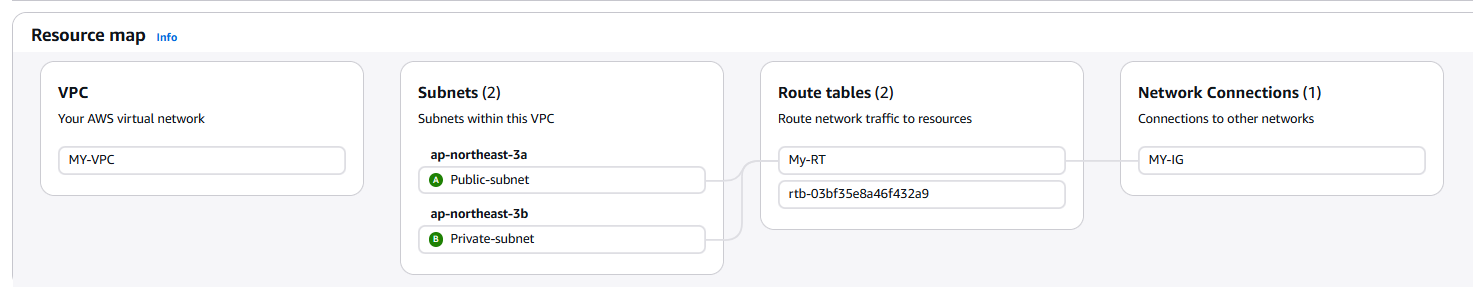 Resource map Info
VPC
Your AWS virtual network
MY-VPC
Subnets (2)
Subnets within this VPC
ap-northeast-3a
A Public-subnet
ap-northeast-3b
B Private-subnet
Route tables (2)
Route network traffic to resources
My-RT
rtb-03bf35e8a46f432a9
Network Connections (1)
Connections to other networks
MY-IG